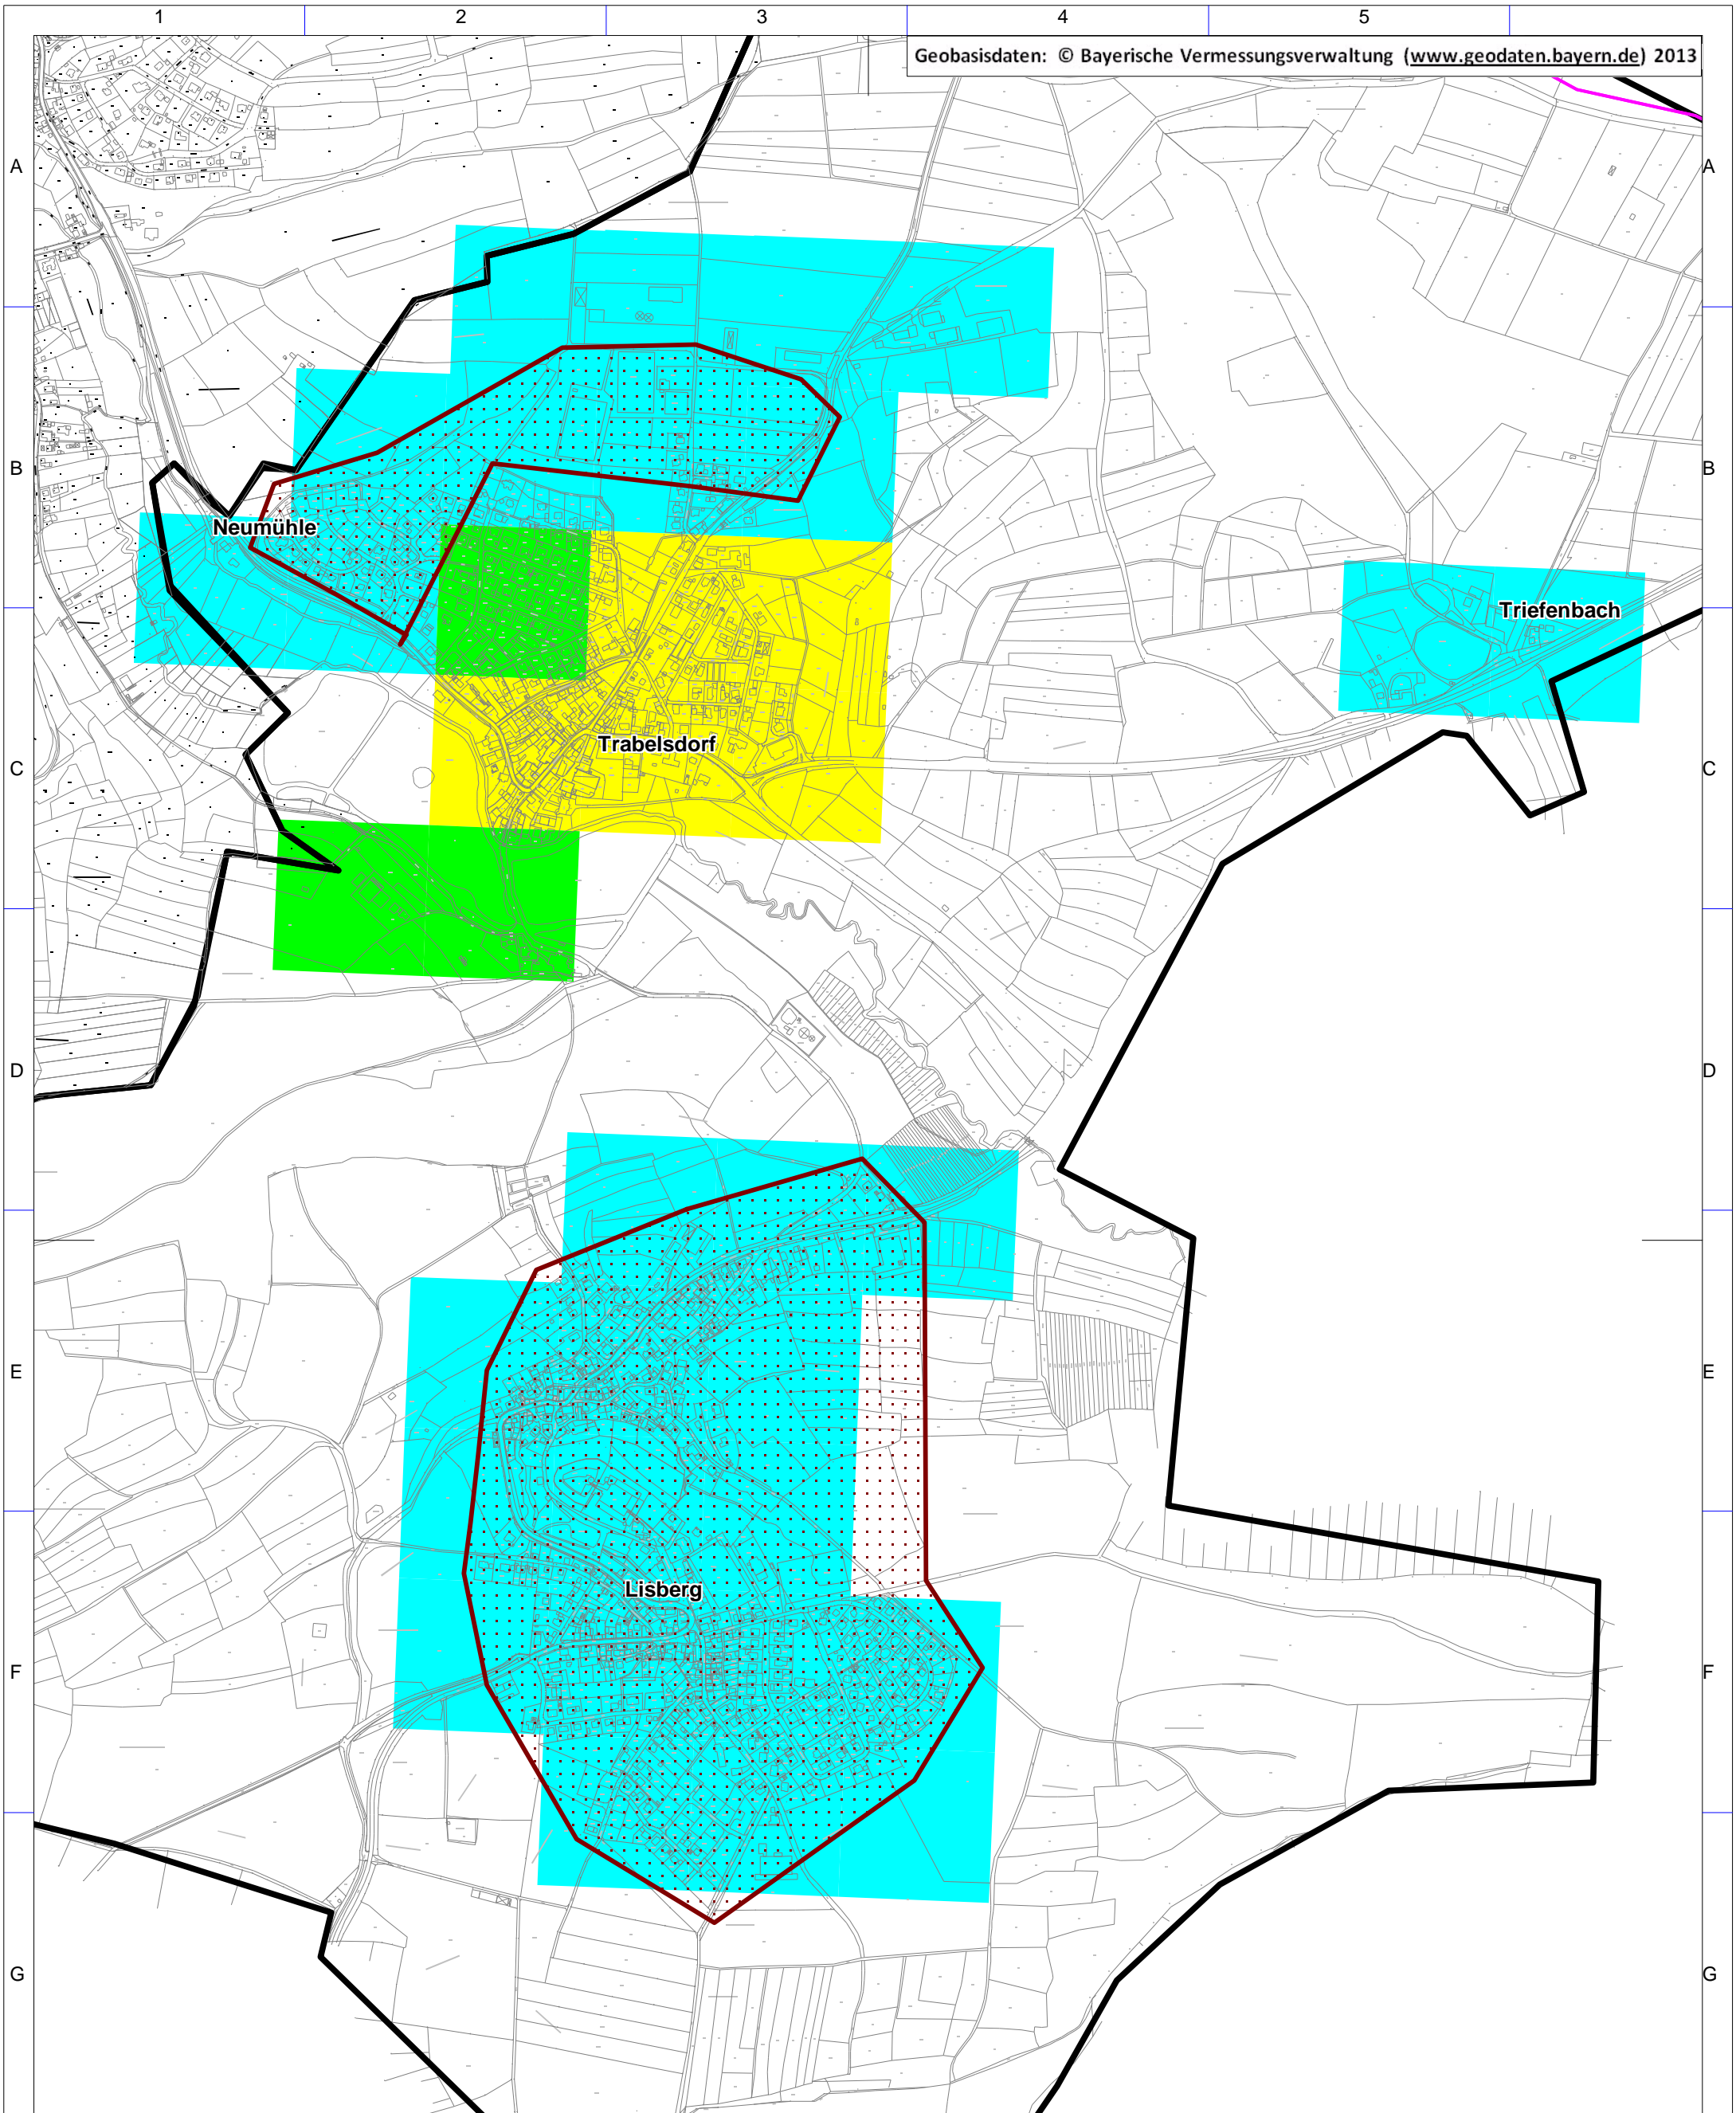 1 2 3 4 5
Geobasisdaten: © Bayerische Vermessungsverwaltung (www.geodaten.bayern.de) 2013
A A
B B
Neumühle
Triefenbach
Trabelsdorf
C C
D D
E E
Lisberg
F F
G G